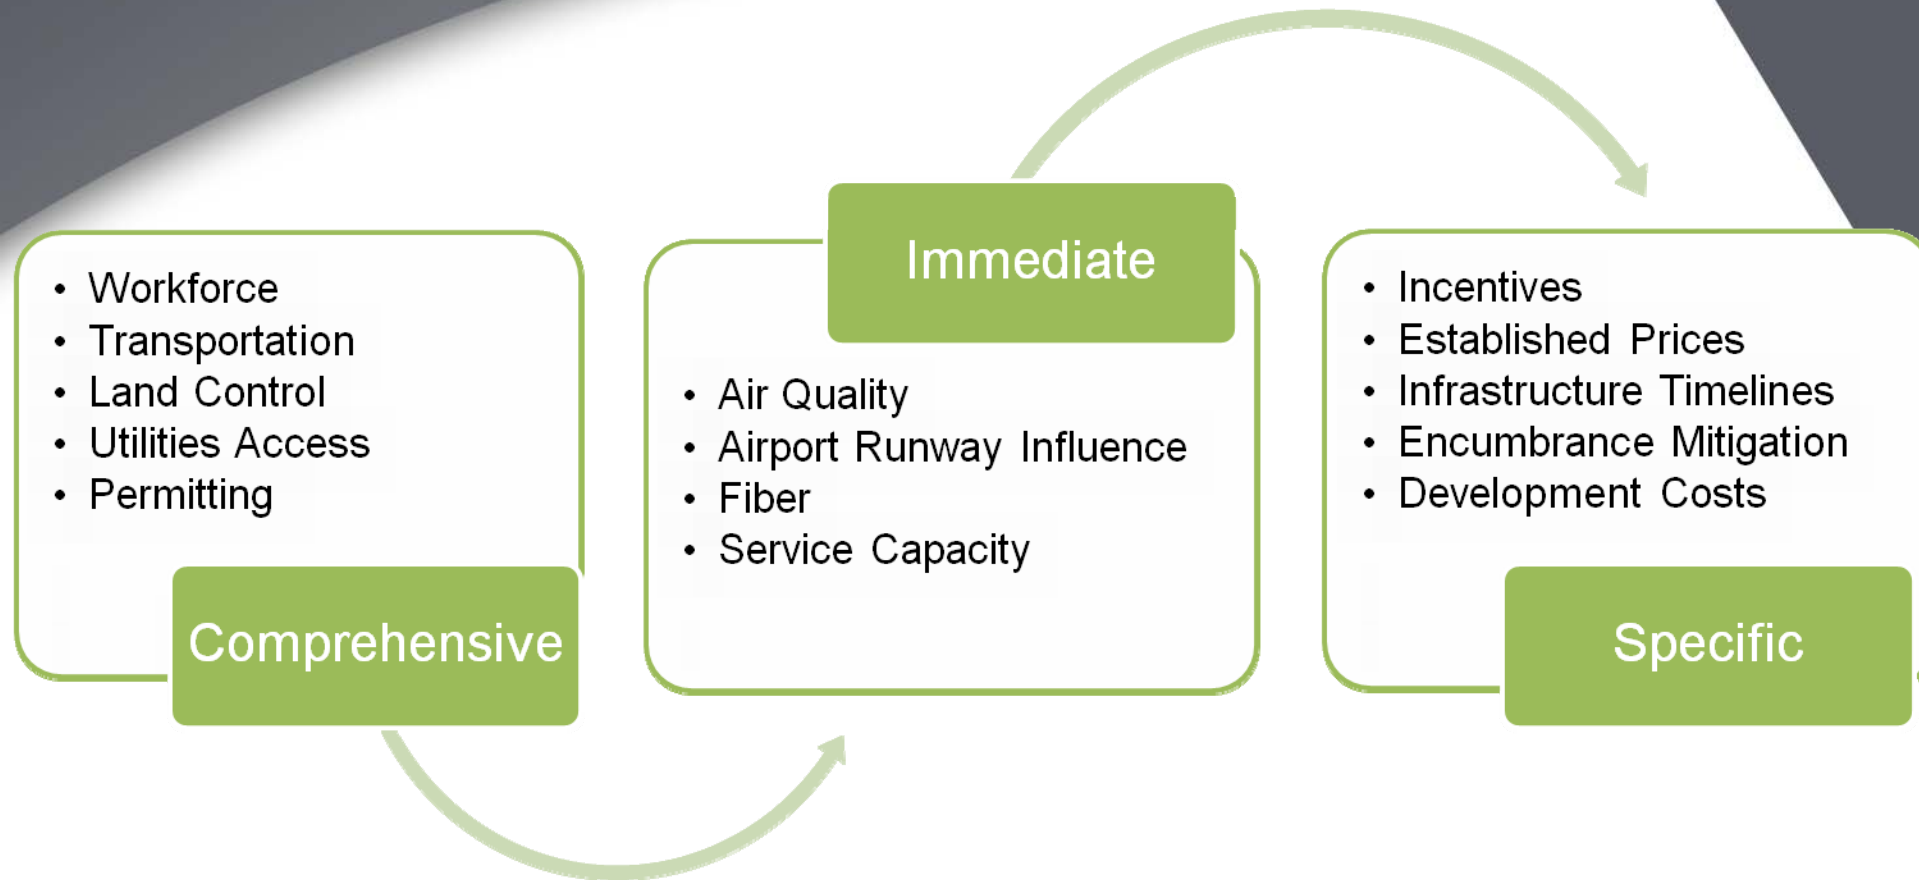 • Workforce
• Transportation
• Land Control
• Utilities Access
• Permitting
Comprehensive
Immediate
• Air Quality
• Airport Runway Influence
• Fiber
• Service Capacity
• Incentives
• Established Prices
• Infrastructure Timelines
• Encumbrance Mitigation
• Development Costs
Specific